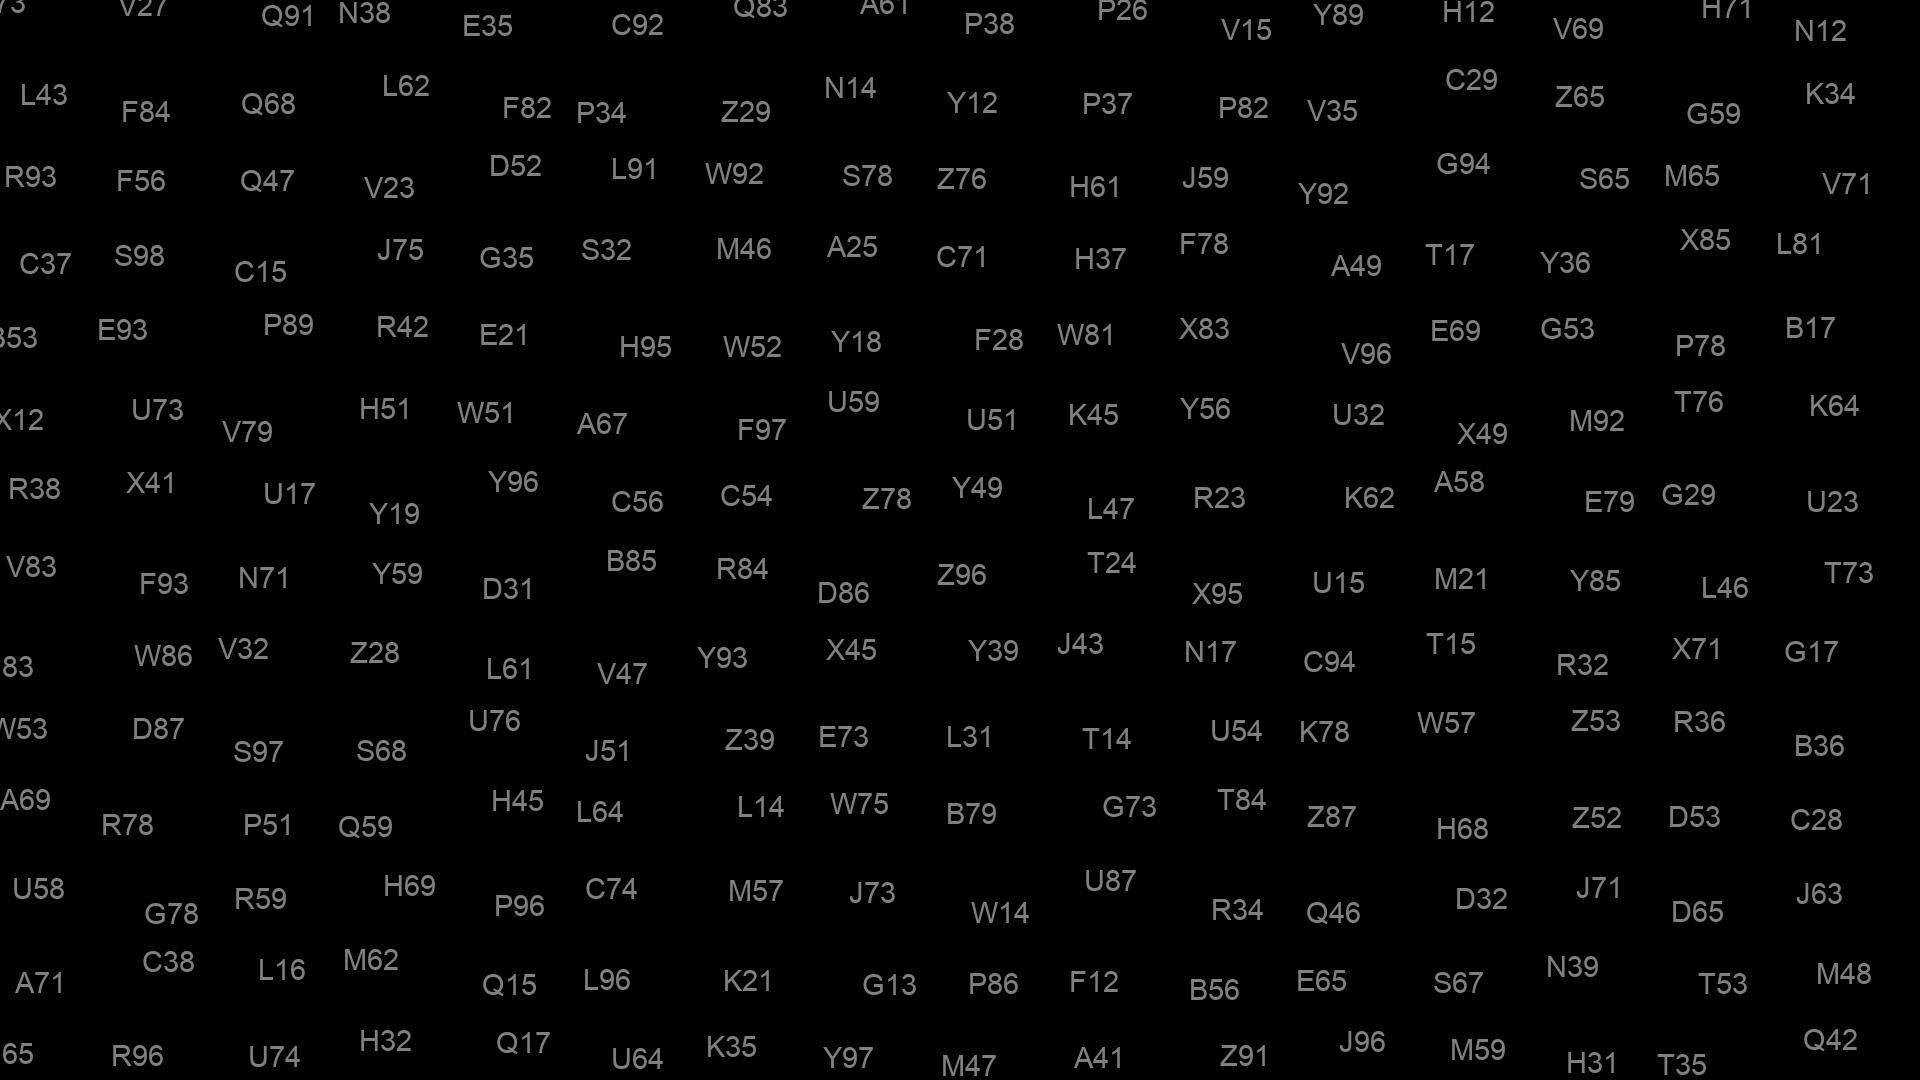 73 V27 Q91 N38 E35 C92 Q83 A61 P38 P26 V15 Y89 H12 V69 H71 N12
L43 F84 Q68 L62 F82 P34 Z29 N14 Y12 P37 P82 V35 C29 Z65 G59 K34
R93 F56 Q47 V23 D52 L91 W92 S78 Z76 H61 J59 Y92 G94 S65 M65 V71
C37 S98 C15 J75 G35 S32 M46 A25 C71 H37 F78 A49 T17 Y36 X85 L81
B53 E93 P89 R42 E21 H95 W52 Y18 F28 W81 X83 V96 E69 G53 P78 B17
X12 U73 V79 H51 W51 A67 F97 U59 U51 K45 Y56 U32 X49 M92 T76 K64
R38 X41 U17 Y19 Y96 C56 C54 Z78 Y49 L47 R23 K62 A58 E79 G29 U23
V83 F93 N71 Y59 D31 B85 R84 D86 Z96 T24 X95 U15 M21 Y85 L46 T73
83 W86 V32 Z28 L61 V47 Y93 X45 Y39 J43 N17 C94 T15 R32 X71 G17
W53 D87 S97 S68 U76 J51 Z39 E73 L31 T14 U54 K78 W57 Z53 R36 B36
A69 R78 P51 Q59 H45 L64 L14 W75 B79 G73 T84 Z87 H68 Z52 D53 C28
U58 G78 R59 H69 P96 C74 M57 J73 W14 U87 R34 Q46 D32 J71 D65 J63
A71 C38 L16 M62 Q15 L96 K21 G13 P86 F12 B56 E65 S67 N39 T53 M48
65 R96 U74 H32 Q17 U64 K35 Y97 M47 A41 Z91 J96 M59 H31 T35 Q42